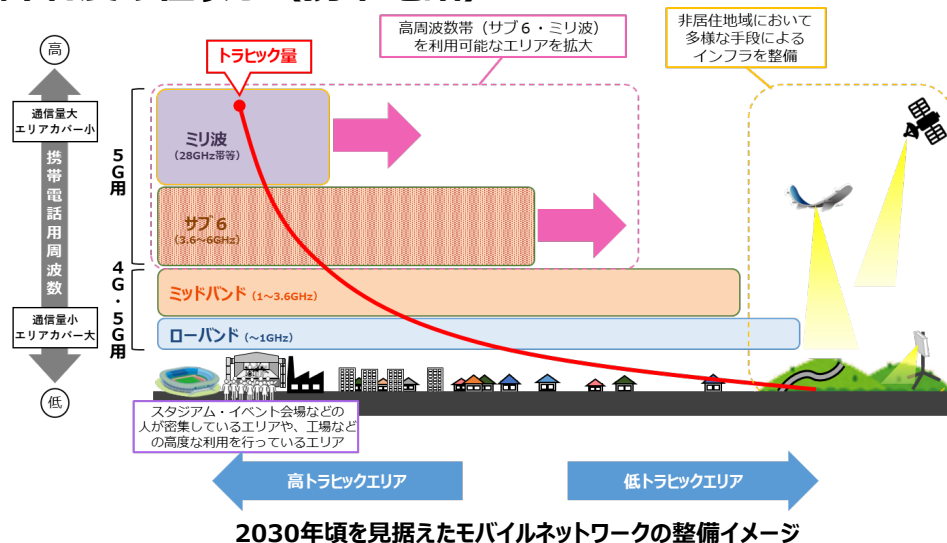 高
通信量大
エリアカバー小
携帯電話用周波数
通信量小
エリアカバー大
低
5G用
4G・5G用
トラヒック量
高周波数帯（サブ6・ミリ波）
を利用可能なエリアを拡大
非居住地域において
多様な手段による
インフラを整備
ミリ波
（28GHz帯等）
サブ6
（3.6～6GHz）
ミッドバンド（1～3.6GHz）
ローバンド（～1GHz）
スタジアム・イベント会場などの
人が密集しているエリアや、工場など
の高度な利用を行っているエリア
高トラヒックエリア
低トラヒックエリア
2030年頃を見据えたモバイルネットワークの整備イメージ